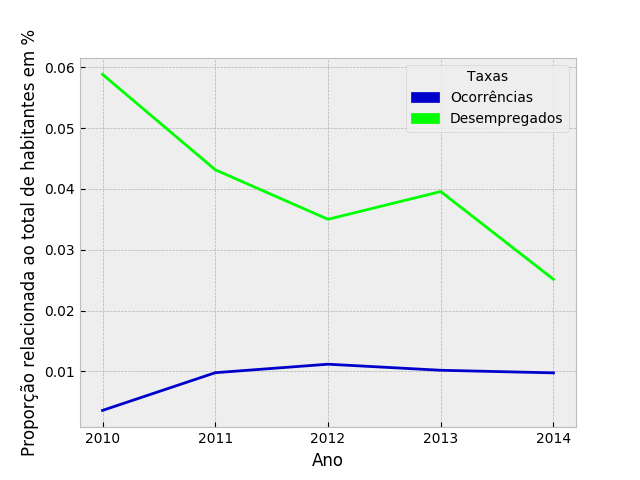 Proporção relacionada ao total de habitantes em %
0.06
0.05
0.04
0.03
0.02
0.01
Taxas
Ocorrências
Desempregados
2010 2011 2012 2013 2014
Ano